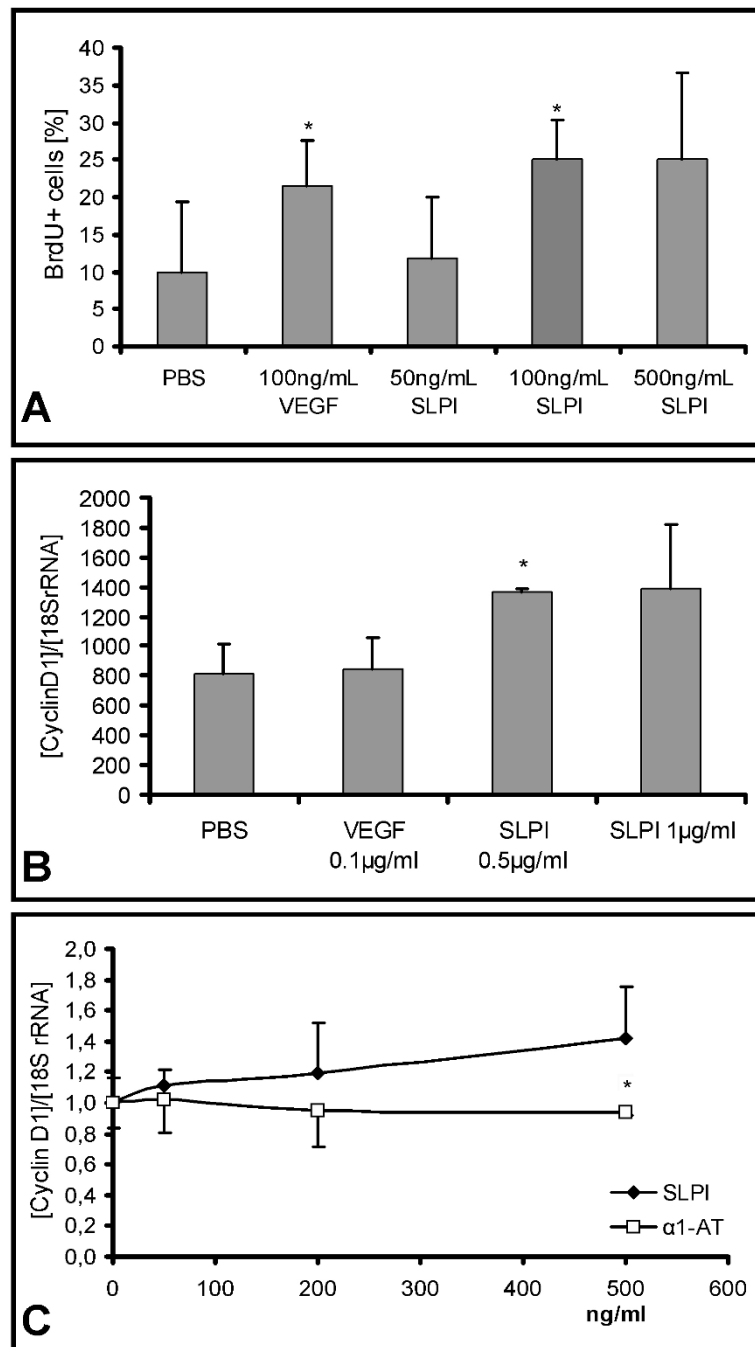 BrdU+ cells [%]
40
35
30
25
20
15
10
5
0
*
*
PBS
100ng/mL
VEGF
50ng/mL
SLPI
100ng/mL
SLPI
500ng/mL
SLPI
A
[CyclinD1]/[18SrRNA]
2000
1800
1600
1400
1200
1000
800
600
400
200
0
*
PBS
VEGF
0.1µg/ml
SLPI
0.5µg/ml
SLPI 1µg/ml
B
[Cyclin D1]/[18S rRNA]
2,0
1,8
1,6
1,4
1,2
1,0
0,8
0,6
0,4
0,2
0,0
*
SLPI
α1-AT
0
100
200
300
400
500
600
ng/ml
C